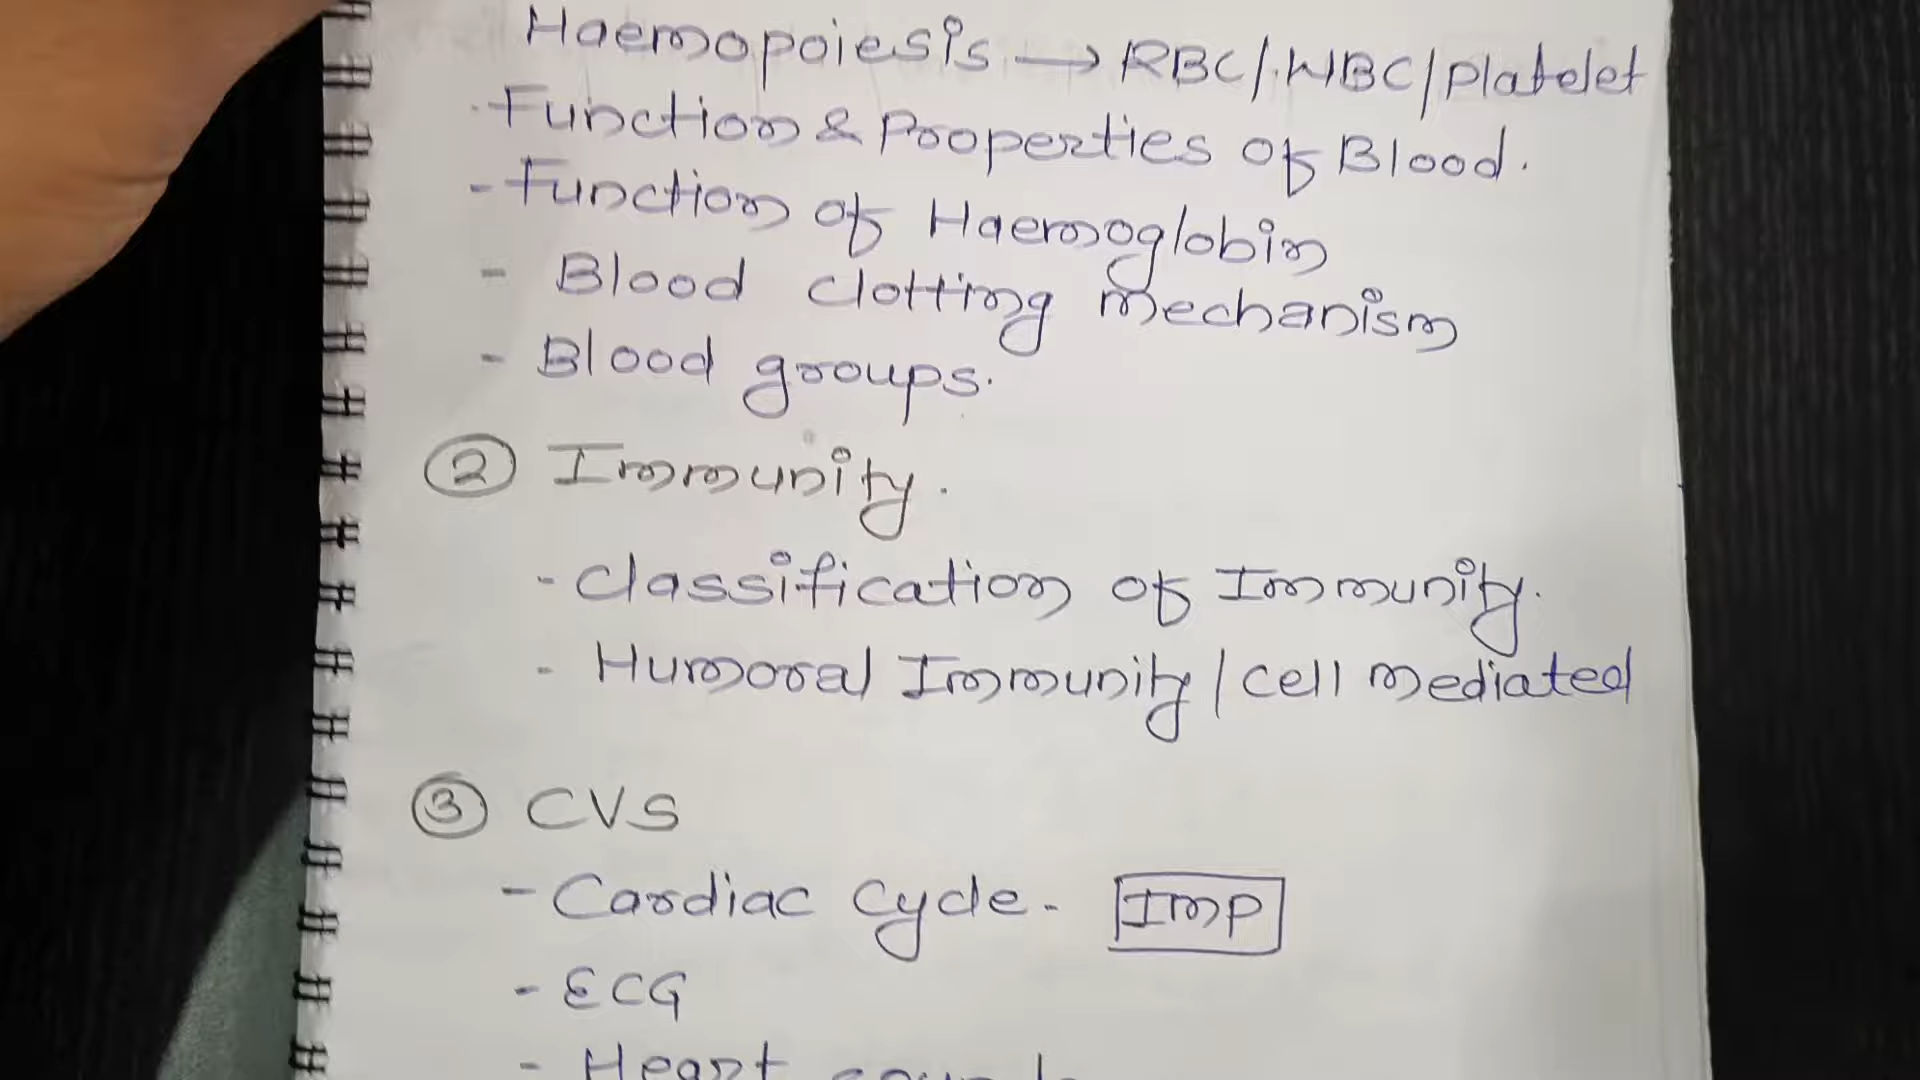 Haemopoiesis → RBC/WBC/Platelet
- Function & Properties of Blood.
- Function of Haemoglobin
- Blood clotting mechanism
- Blood groups.
② Immunity.
- Classification of Immunity.
- Humoral Immunity / cell mediated
③ CVS
- Cardiac Cycle - IMP
- ECG
- Heart